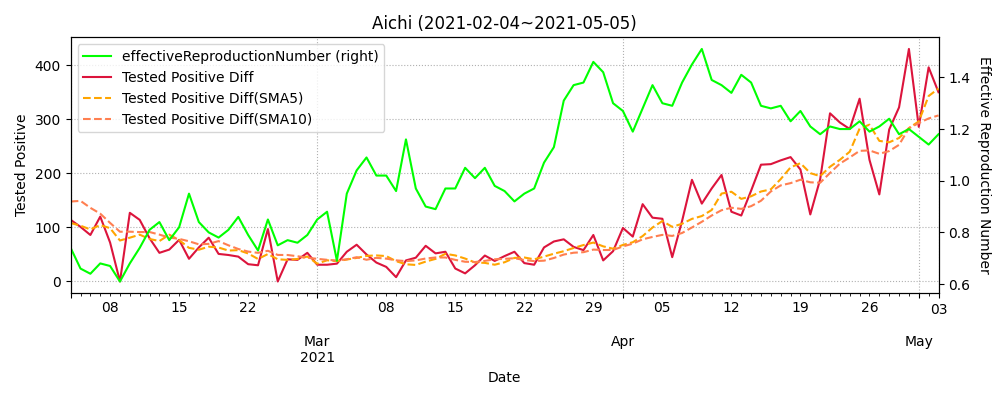 Aichi (2021-02-04~2021-05-05)
effectiveReproductionNumber (right)
Tested Positive Diff
Tested Positive Diff(SMA5)
Tested Positive Diff(SMA10)
Tested Positive
400
300
200
100
0
1.4
1.2
1.0
0.8
0.6
Effective Reproduction Number
08 15 22 08 15 22 29 05 12 19 26 03
Mar Apr May
2021
Date